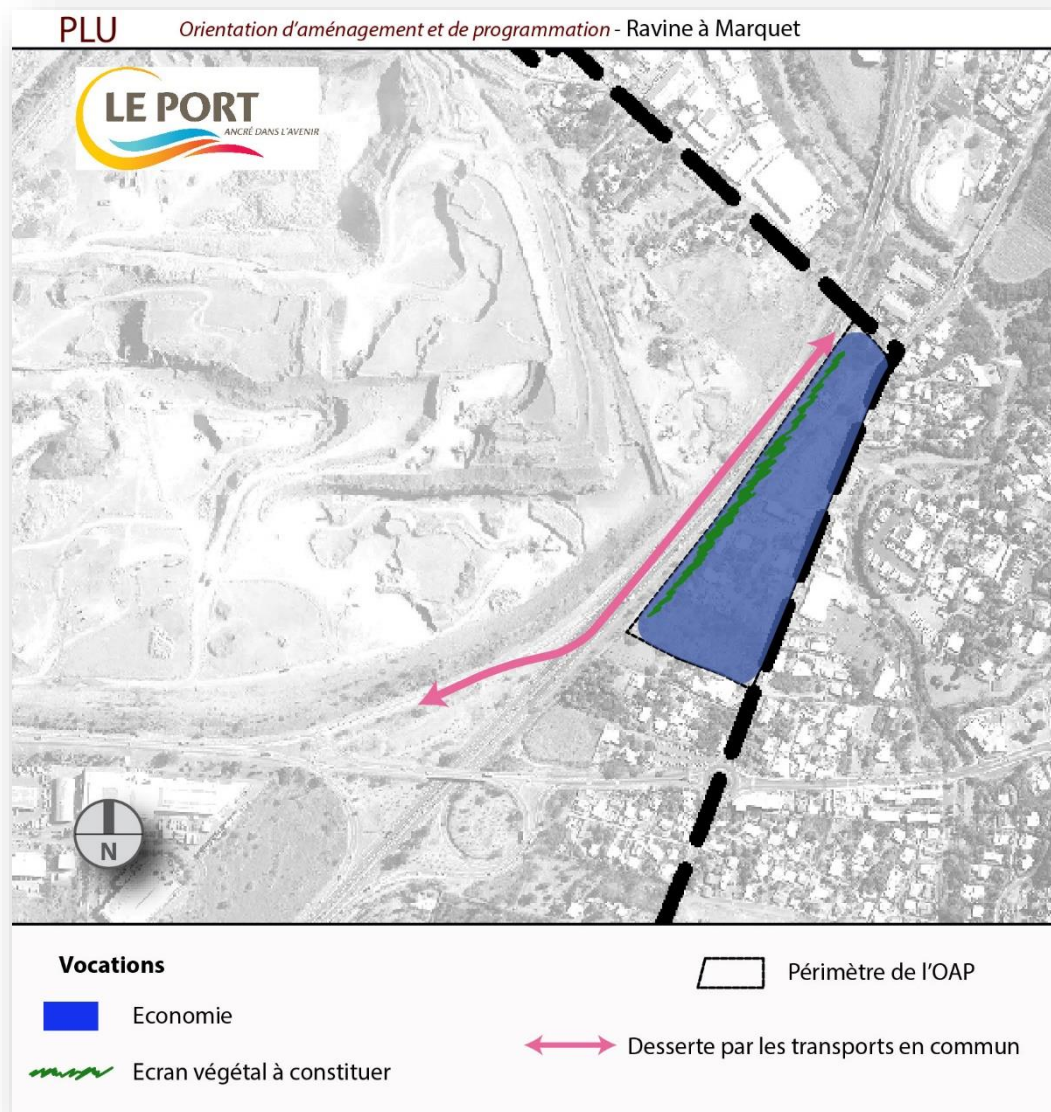 PLU Orientation d'aménagement et de programmation - Ravine à Marquet
LE PORT
ANCRÉ DANS L'AVENIR
N
Vocations
Economie
Ecran végétal à constituer
Périmètre de l'OAP
Desserte par les transports en commun